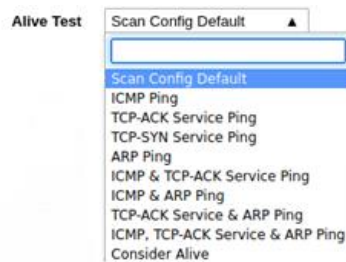 Alive Test Scan Config Default ▲
Scan Config Default
ICMP Ping
TCP-ACK Service Ping
TCP-SYN Service Ping
ARP Ping
ICMP & TCP-ACK Service Ping
ICMP & ARP Ping
TCP-ACK Service & ARP Ping
ICMP, TCP-ACK Service & ARP Ping
Consider Alive